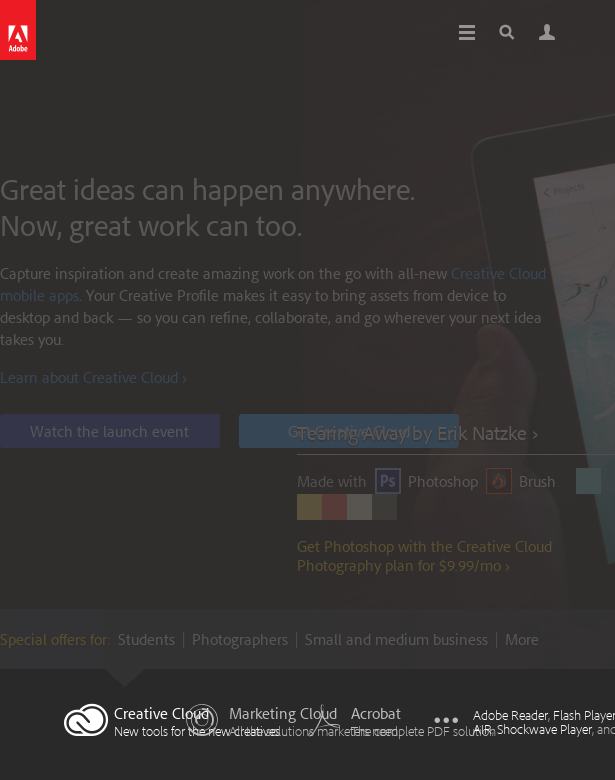 Adobe
Great ideas can happen anywhere.
Now, great work can too.
Projects
Capture inspiration and create amazing work on the go with all-new Creative Cloud
mobile apps. Your Creative Profile makes it easy to bring assets from device to
desktop and back — so you can refine, collaborate, and go wherever your next idea
takes you.
Learn about Creative Cloud ›
Watch the launch event
Get Creative Cloud
Tearing Away by Erik Natzke ›
Made with Ps Photoshop Brush
Get Photoshop with the Creative Cloud
Photography plan for $9.99/mo ›
Special offers for: Students | Photographers | Small and medium business | More
Creative Cloud
New tools for the new creatives
Marketing Cloud
All the solutions marketers need
Acrobat
The complete PDF solution
Adobe Reader, Flash Player
AIR, Shockwave Player, and